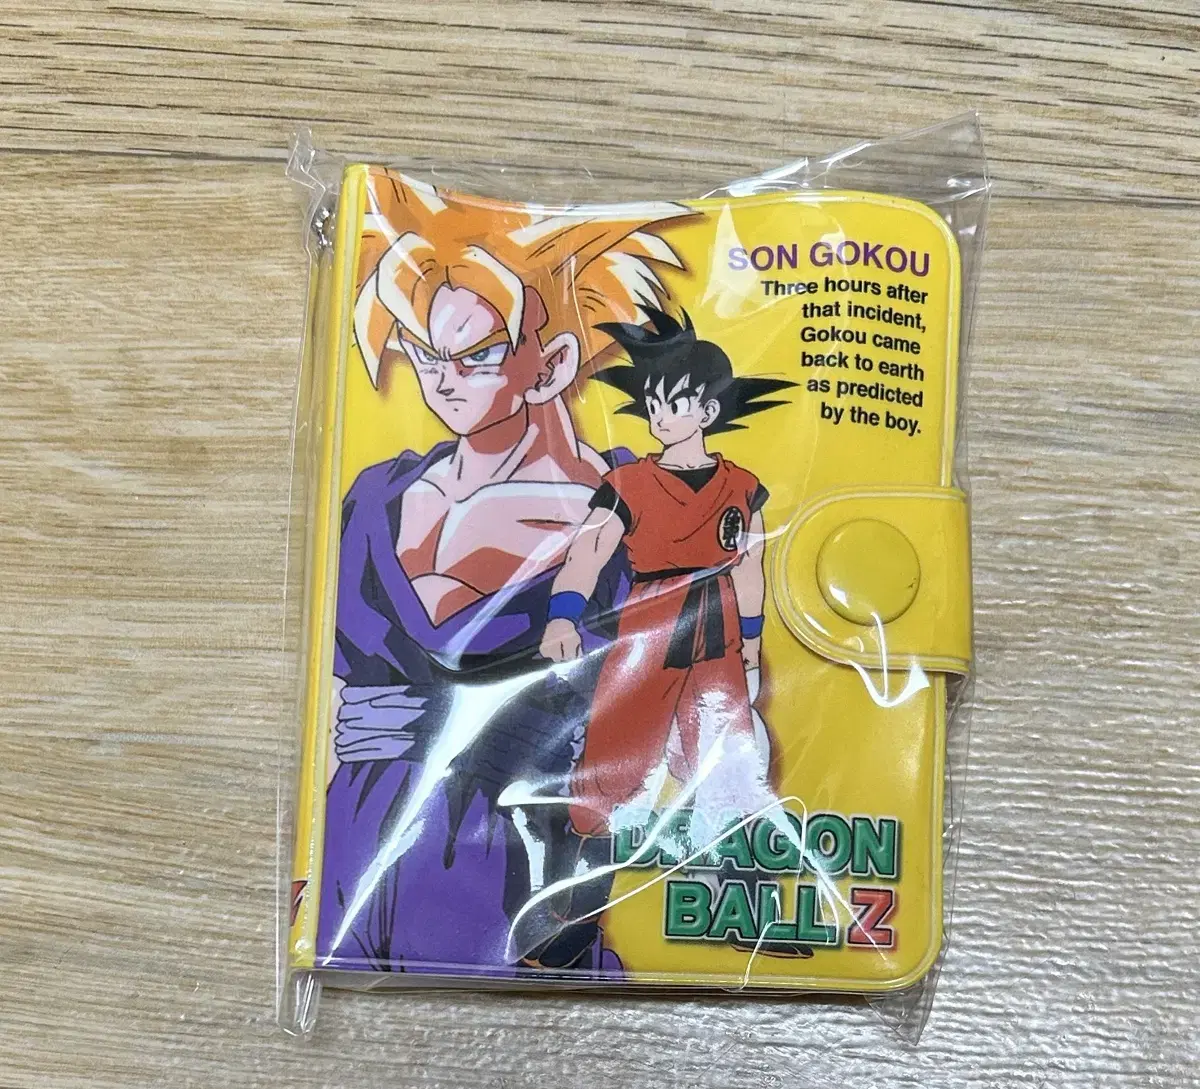 SON GOKOU
Three hours after
that incident,
Gokou came
back to earth
as predicted
by the boy.
DRAGON
BALL Z